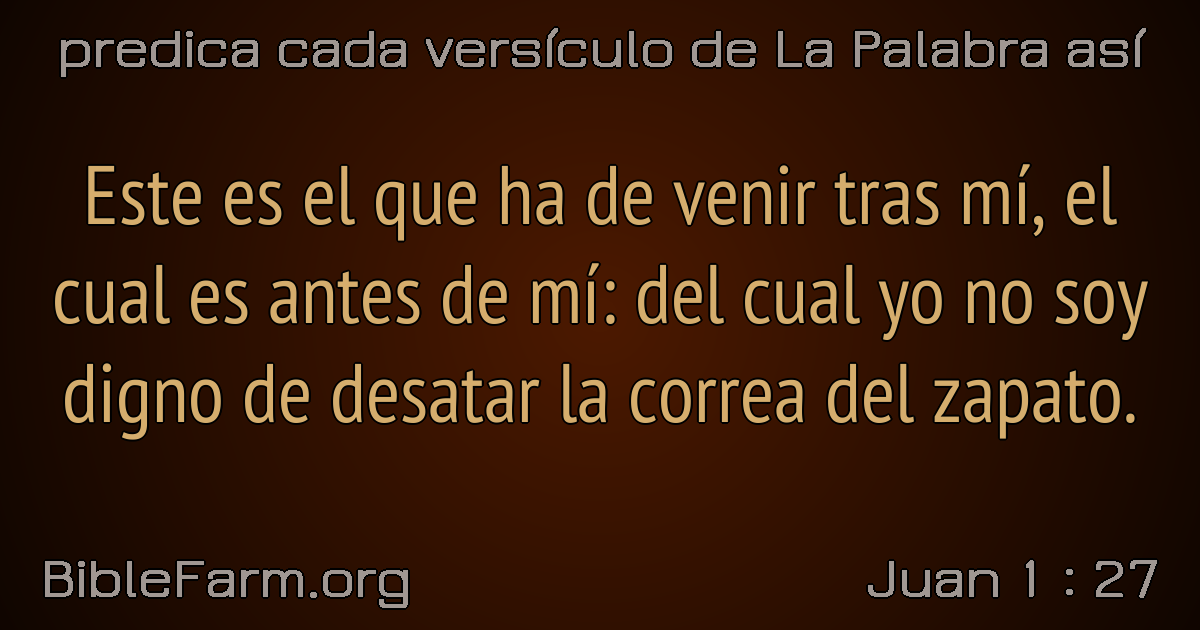 predica cada versículo de La Palabra así
Este es el que ha de venir tras mí, el
cual es antes de mí: del cual yo no soy
digno de desatar la correa del zapato.
BibleFarm.org
Juan 1 : 27